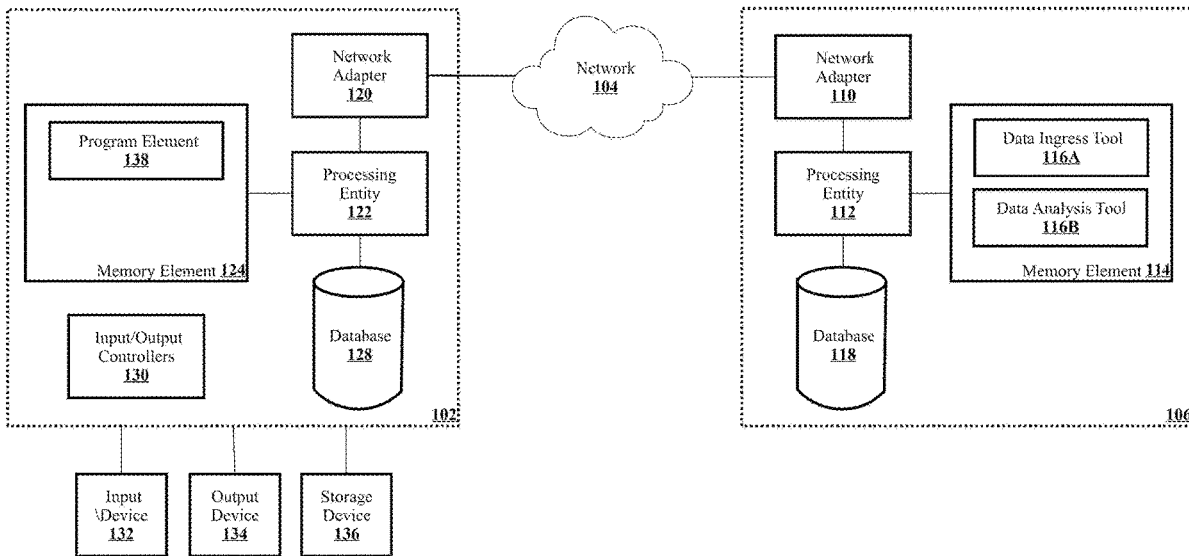 Network
Adapter
120
Program Element
138
Processing
Entity
122
Memory Element 124
Input/Output
Controllers
130
Database
128
102
Input
\Device
132
Output
Device
134
Storage
Device
136
Network
104
Network
Adapter
110
Processing
Entity
112
Data Ingress Tool
116A
Data Analysis Tool
116B
Memory Element 114
Database
118
106